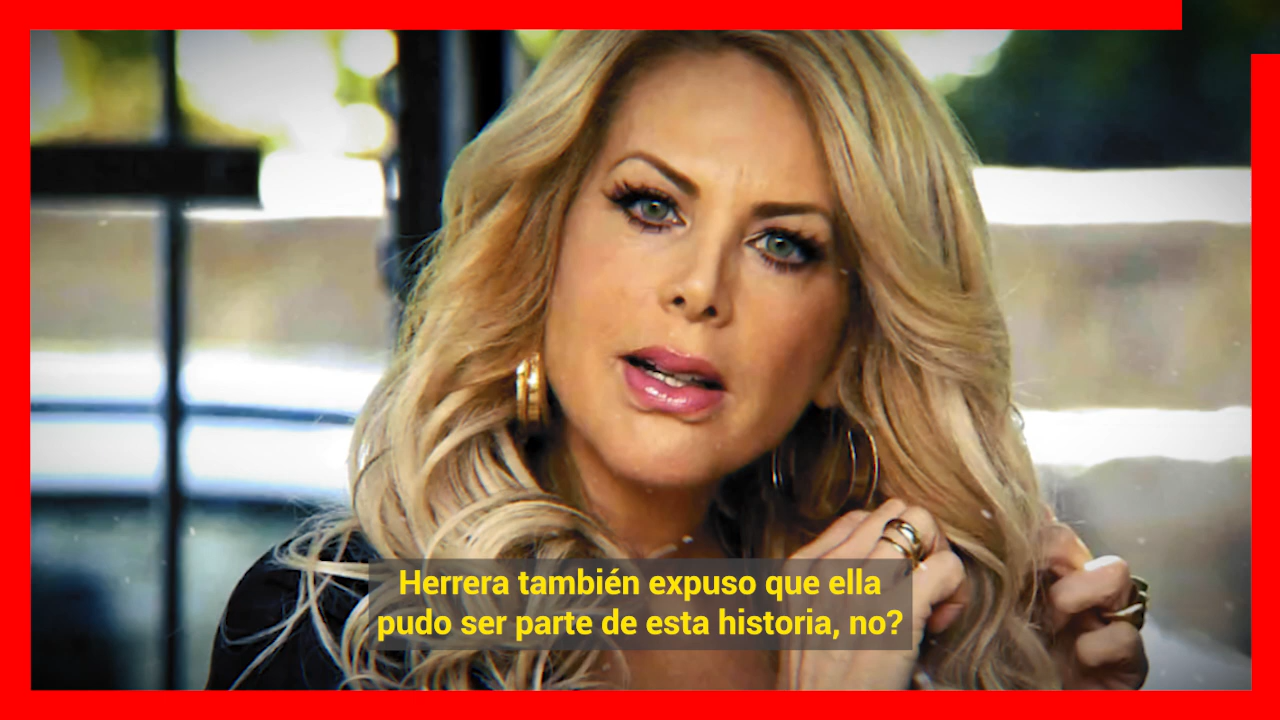 Herrera también expuso que ella
pudo ser parte de esta historia, no?